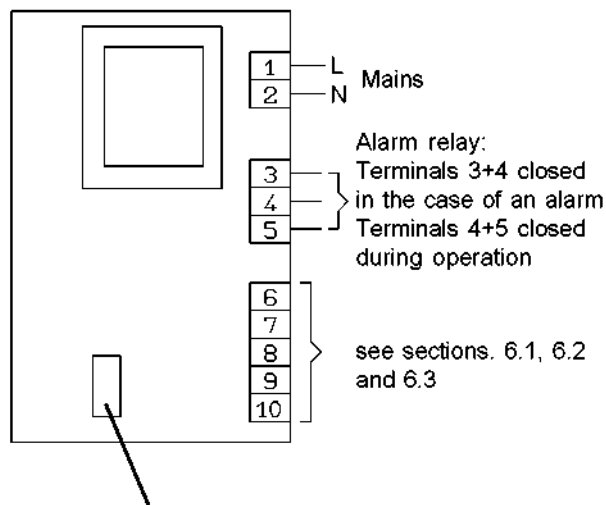 1 L
2 N
Mains
3
4
5
Alarm relay:
Terminals 3+4 closed
in the case of an alarm
Terminals 4+5 closed
during operation
6
7
8
9
10
see sections. 6.1, 6.2
and 6.3